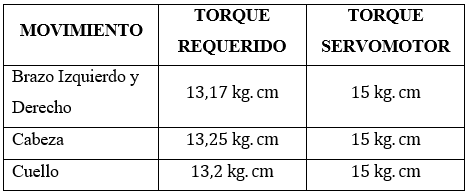 MOVIMIENTO
TORQUE
REQUERIDO
TORQUE
SERVOMOTOR
Brazo Izquierdo y
Derecho
13,17 kg. cm
15 kg. cm
Cabeza
13,25 kg. cm
15 kg. cm
Cuello
13,2 kg. cm
15 kg. cm